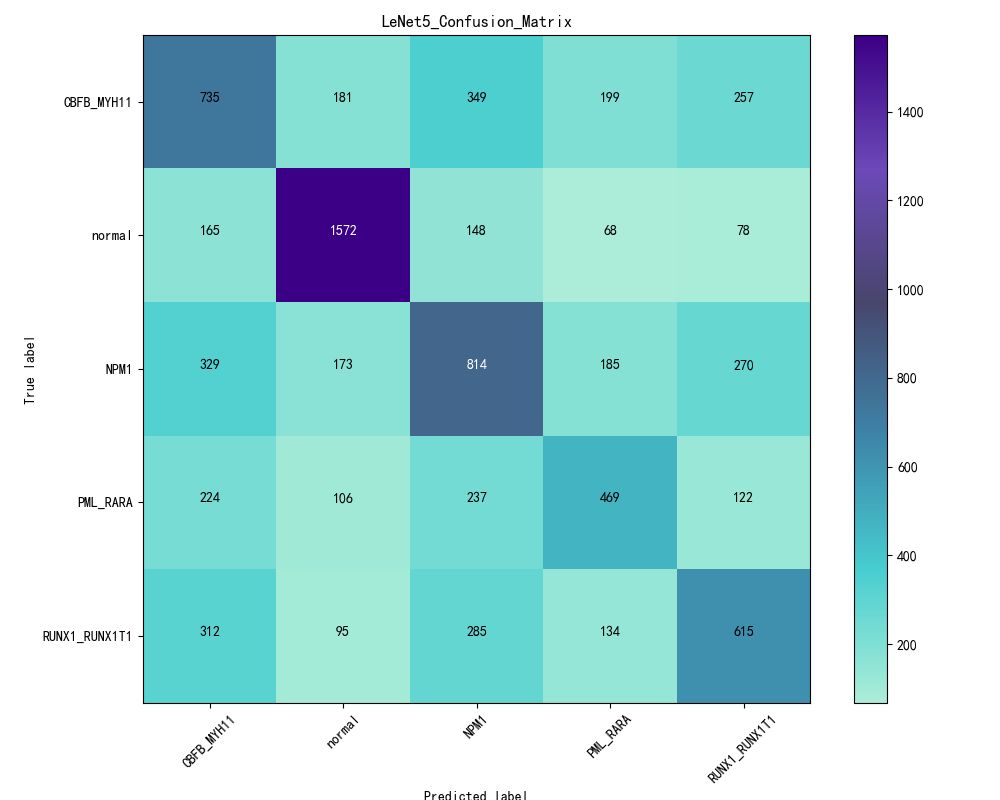 LeNet5_Confusion_Matrix
CBFB_MYH11 735 181 349 199 257
normal 165 1572 148 68 78
NPM1 329 173 814 185 270
PML_RARA 224 106 237 469 122
RUNX1_RUNX1T1 312 95 285 134 615
True label
CBFB_MYH11 normal NPM1 PML_RARA RUNX1_RUNX1T1
Predicted label
1400
1200
1000
800
600
400
200